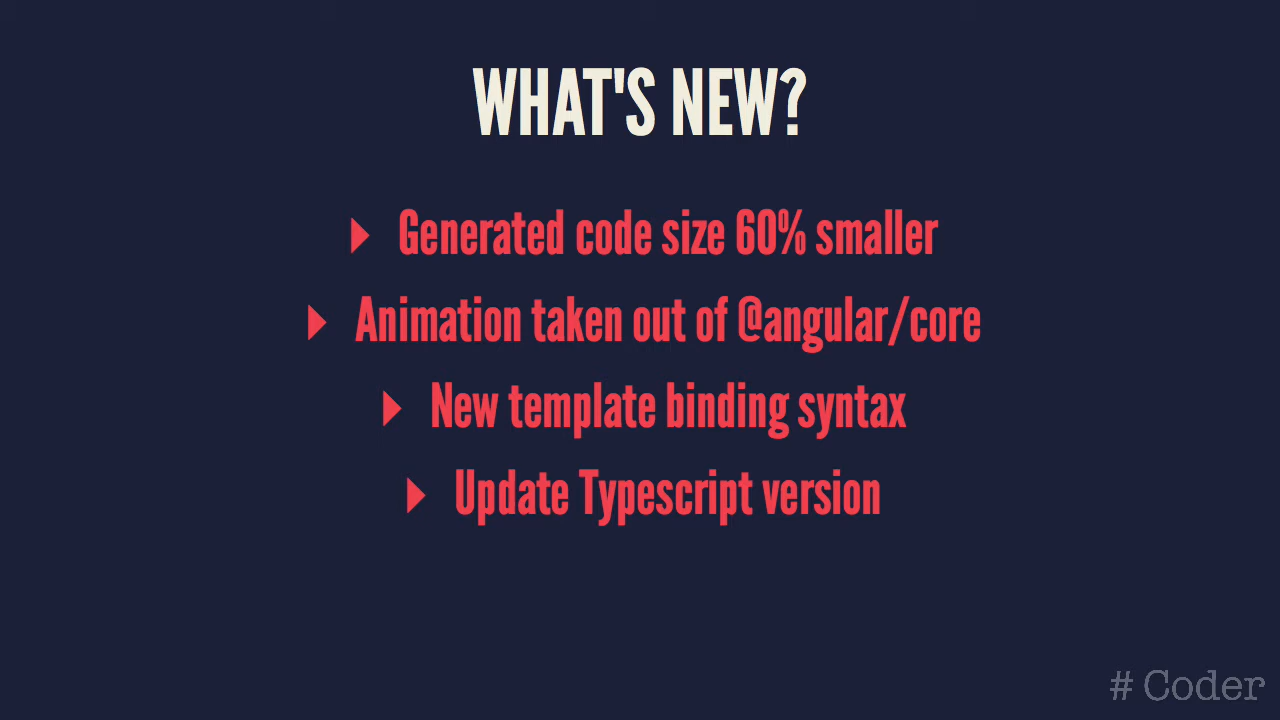 WHAT'S NEW?
Generated code size 60% smaller
Animation taken out of @angular/core
New template binding syntax
Update Typescript version
# Coder